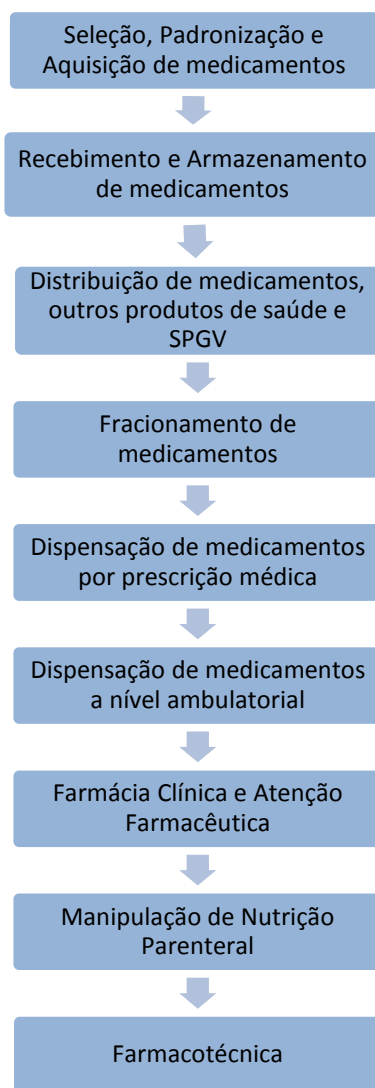 Seleção, Padronização e
Aquisição de medicamentos
Recebimento e Armazenamento
de medicamentos
Distribuição de medicamentos,
outros produtos de saúde e
SPGV
Fracionamento de
medicamentos
Dispensação de medicamentos
por prescrição médica
Dispensação de medicamentos
a nível ambulatorial
Farmácia Clínica e Atenção
Farmacêutica
Manipulação de Nutrição
Parenteral
Farmacotécnica